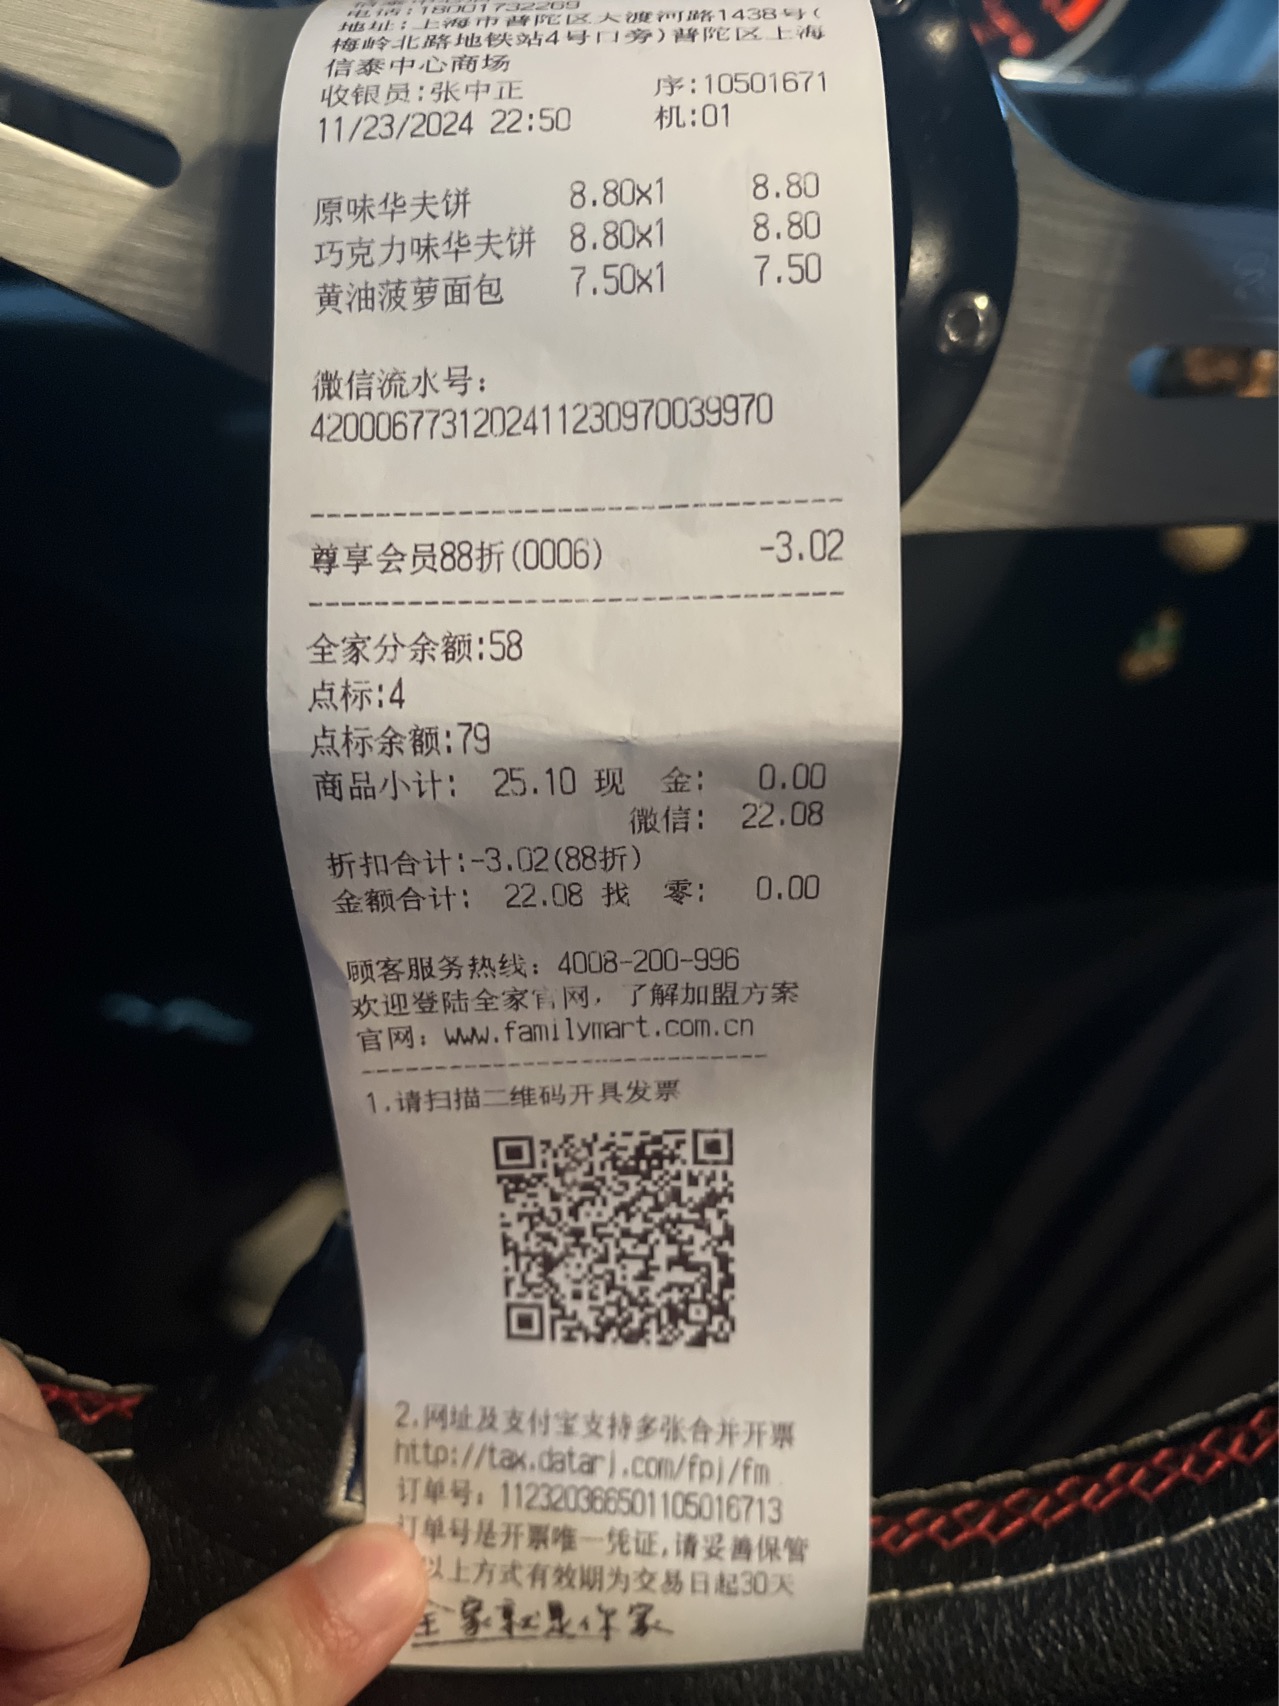 电话:18001732269
地址:上海市普陀区大渡河路1438号(
梅岭北路地铁站4号口旁)普陀区上海
信泰中心商场
收银员:张中正 序:10501671
11/23/2024 22:50 机:01
原味华夫饼 8.80x1 8.80
巧克力味华夫饼 8.80x1 8.80
黄油菠萝面包 7.50x1 7.50
微信流水号:
4200067731202411230970039970
尊享会员88折(0006) -3.02
全家分余额:58
点标:4
点标余额:79
商品小计: 25.10 现 金: 0.00
微信: 22.08
折扣合计:-3.02(88折)
金额合计: 22.08 找 零: 0.00
顾客服务热线: 4008-200-996
欢迎登陆全家官网, 了解加盟方案
官网: www.familymart.com.cn
1.请扫描二维码开具发票
2.网址及支付宝支持多张合并开票
http://tax.datarj.com/fpj/fm
订单号: 112320366501105016713
订单号是开票唯一凭证,请妥善保管
以上方式有效期为交易日起30天
全家就是你家